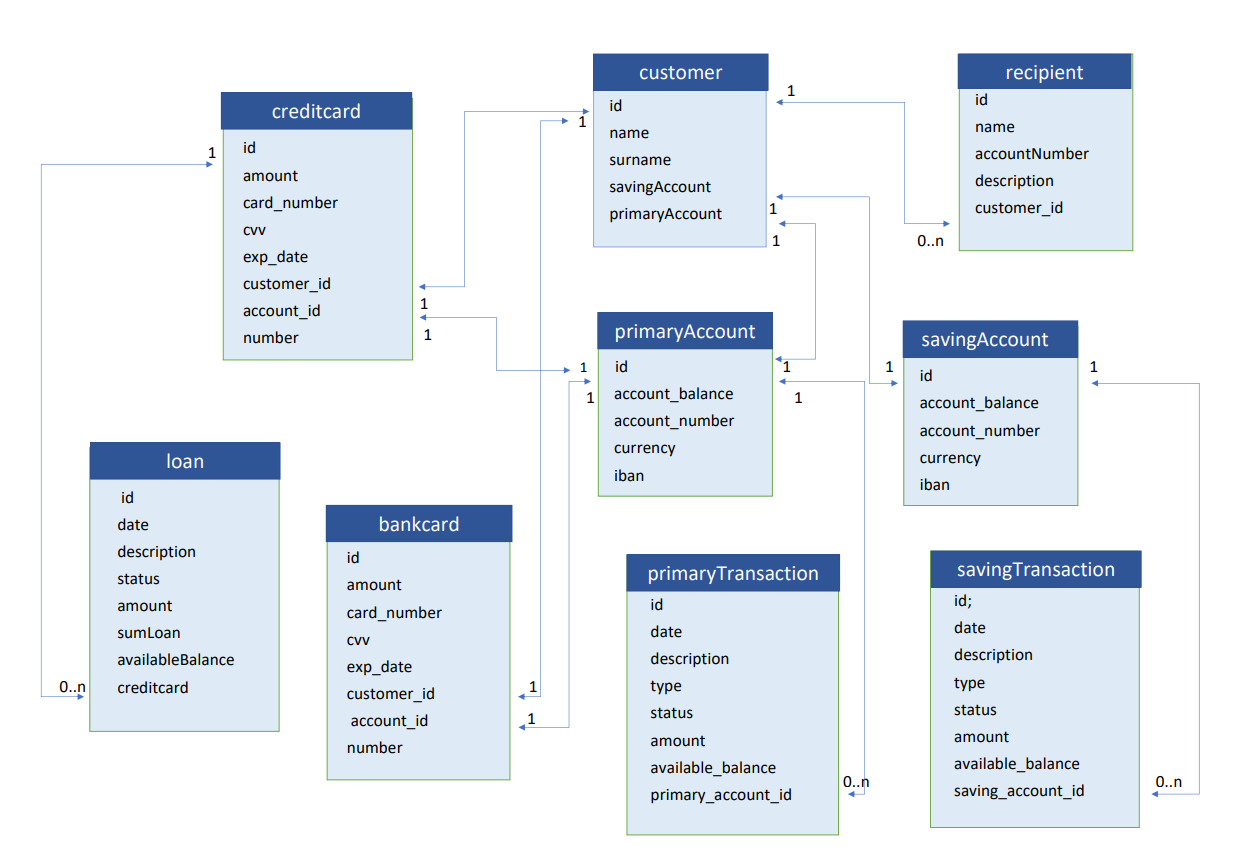 customer
id
name
surname
savingAccount
primaryAccount
recipient
id
name
accountNumber
description
customer_id
creditcard
id
amount
card_number
cvv
exp_date
customer_id
account_id
number
primaryAccount
id
account_balance
account_number
currency
iban
savingAccount
id
account_balance
account_number
currency
iban
loan
id
date
description
status
amount
sumLoan
availableBalance
creditcard
bankcard
id
amount
card_number
cvv
exp_date
customer_id
account_id
number
primaryTransaction
id
date
description
type
status
amount
available_balance
primary_account_id
savingTransaction
id;
date
description
type
status
amount
available_balance
saving_account_id
1
1
1
1
1
0..n
1
1
1
1
1
1
1
1
1
0..n
1
1
0..n
0..n